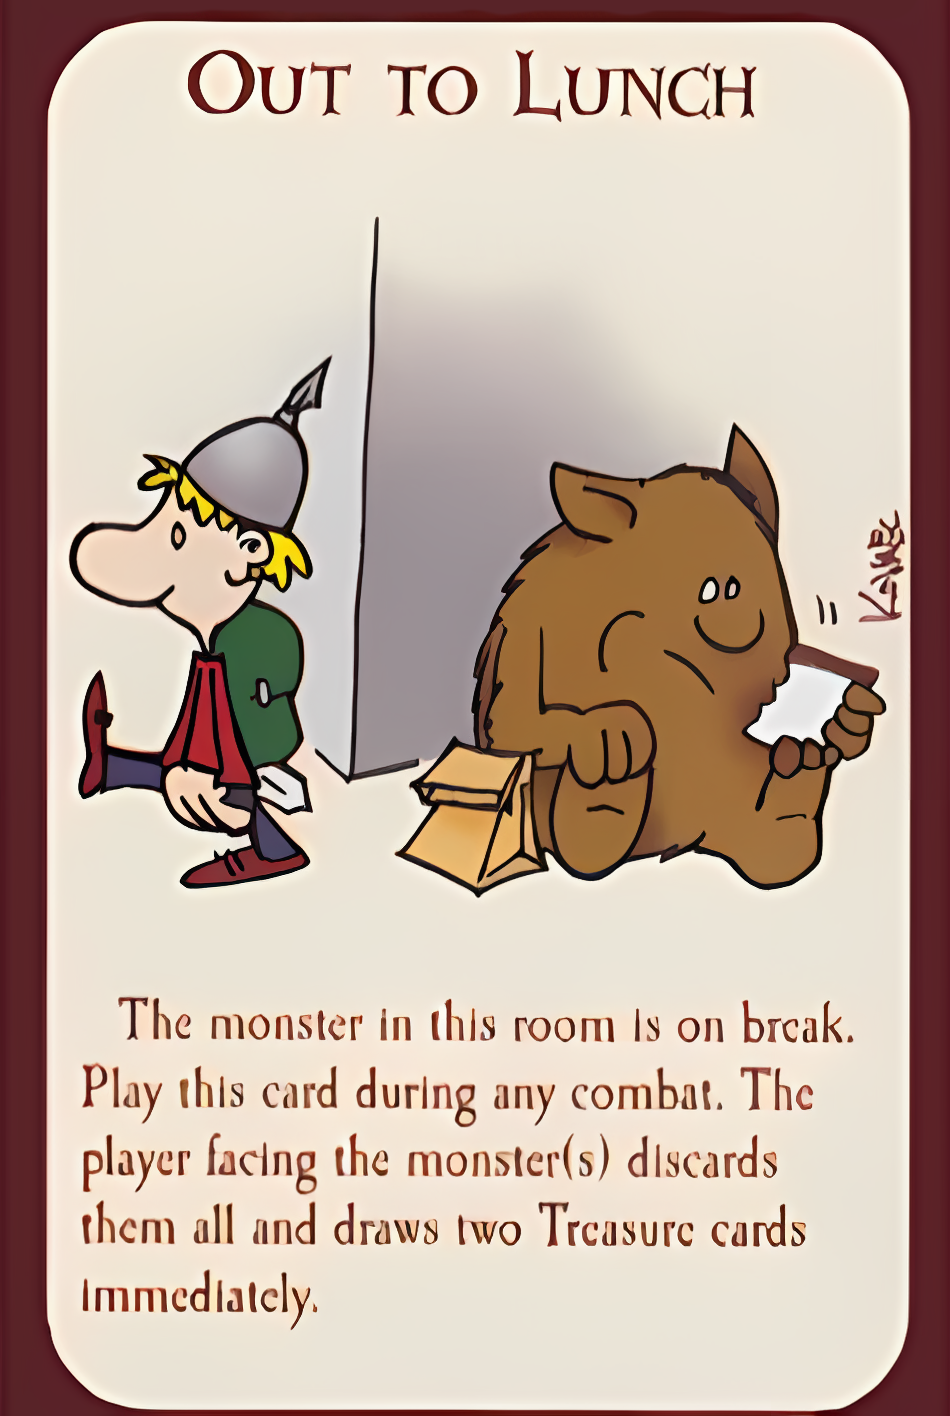 OUT TO LUNCH
KOVALIC
The monster in this room is on break.
Play this card during any combat. The
player facing the monster(s) discards
them all and draws two Treasure cards
immediately.